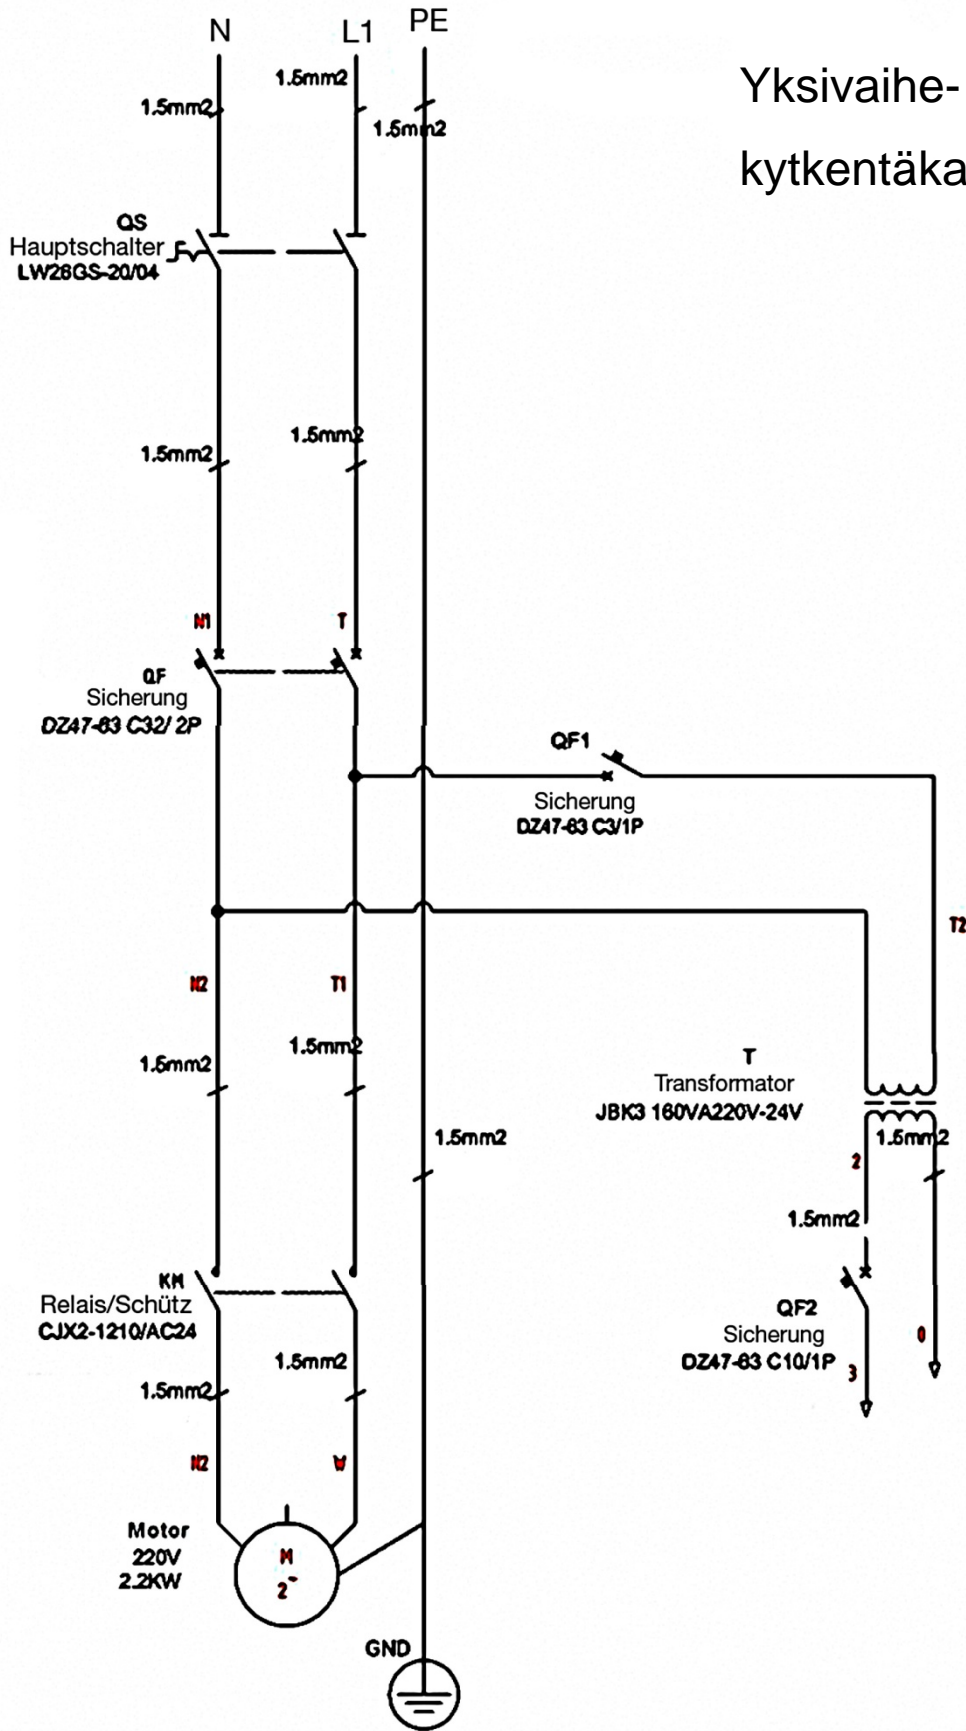 N
L1
PE
Yksivaihe-
kytkentäka
1.5mm2
1.5mm2
1.5mm2
QS
Hauptschalter
LW26GS-20/04
1.5mm2
1.5mm2
N1
T
QF
Sicherung
DZ47-63 C32/ 2P
QF1
Sicherung
DZ47-63 C3/1P
T2
N2
T1
1.5mm2
1.5mm2
T
Transformator
JBK3 160VA220V-24V
1.5mm2
1.5mm2
2
1.5mm2
KM
Relais/Schütz
CJX2-1210/AC24
QF2
Sicherung
DZ47-63 C10/1P
0
3
1.5mm2
1.5mm2
N2
W
Motor
220V
2.2KW
M
2~
GND